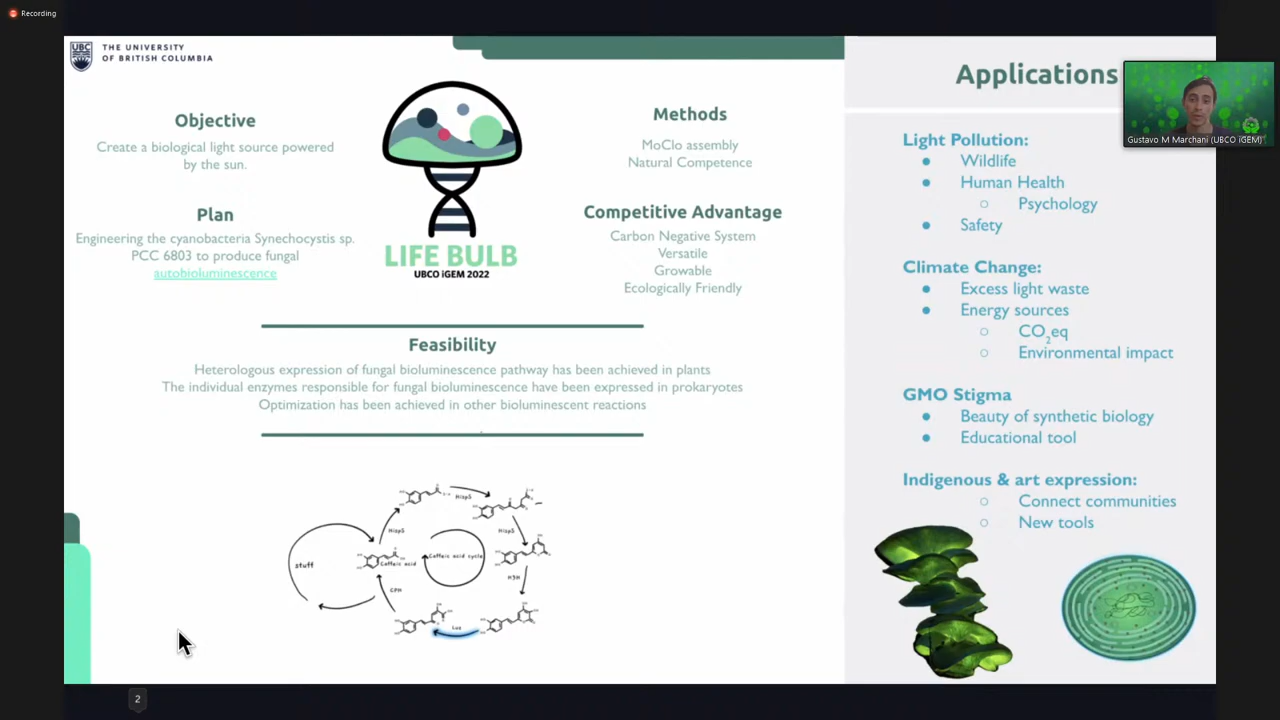 Recording
UBC
THE UNIVERSITY
OF BRITISH COLUMBIA
Objective
Create a biological light source powered
by the sun.
Plan
Engineering the cyanobacteria Synechocystis sp.
PCC 6803 to produce fungal
autobioluminescence
LIFE BULB
UBCO iGEM 2022
Methods
MoClo assembly
Natural Competence
Competitive Advantage
Carbon Negative System
Versatile
Growable
Ecologically Friendly
Feasibility
Heterologous expression of fungal bioluminescence pathway has been achieved in plants
The individual enzymes responsible for fungal bioluminescence have been expressed in prokaryotes
Optimization has been achieved in other bioluminescent reactions
HispS
HispS
HispS
stuff
Caffeic acid
Caffeic acid cycle
H3H
CPH
Luz
Applications
Gustavo M Marchani (UBCO iGEM)
Light Pollution:
Wildlife
Human Health
Psychology
Safety
Climate Change:
Excess light waste
Energy sources
CO2eq
Environmental impact
GMO Stigma
Beauty of synthetic biology
Educational tool
Indigenous & art expression:
Connect communities
New tools
2